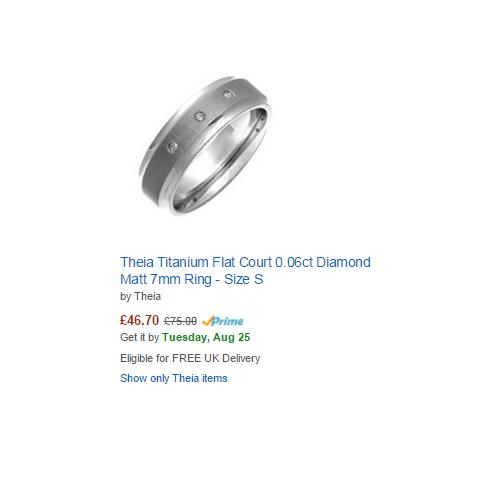 Theia Titanium Flat Court 0.06ct Diamond
Matt 7mm Ring - Size S
by Theia
£46.70 £75.00 Prime
Get it by Tuesday, Aug 25
Eligible for FREE UK Delivery
Show only Theia items